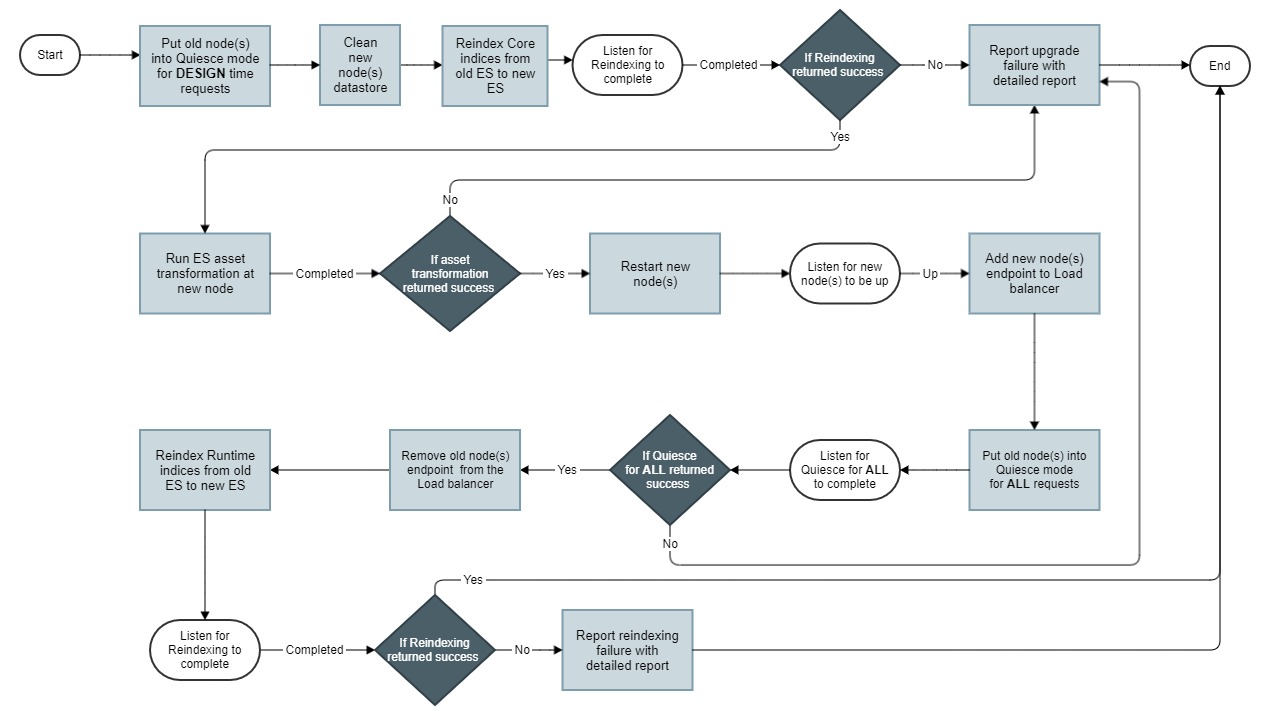 Start
Put old node(s)
into Quiesce mode
for DESIGN time
requests
Clean
new
node(s)
datastore
Reindex Core
indices from
old ES to new
ES
Listen for
Reindexing to
complete
Completed
If Reindexing
returned success
No
Report upgrade
failure with
detailed report
End
Yes
No
Run ES asset
transformation at
new node
Completed
If asset
transformation
returned success
Yes
Restart new
node(s)
Listen for new
node(s) to be up
Up
Add new node(s)
endpoint to Load
balancer
Reindex Runtime
indices from old
ES to new ES
Remove old node(s)
endpoint from the
Load balancer
Yes
If Quiesce
for ALL returned
success
Listen for
Quiesce for ALL
to complete
Put old node(s) into
Quiesce mode
for ALL requests
No
Yes
Listen for
Reindexing to
complete
Completed
If Reindexing
returned success
No
Report reindexing
failure with
detailed report